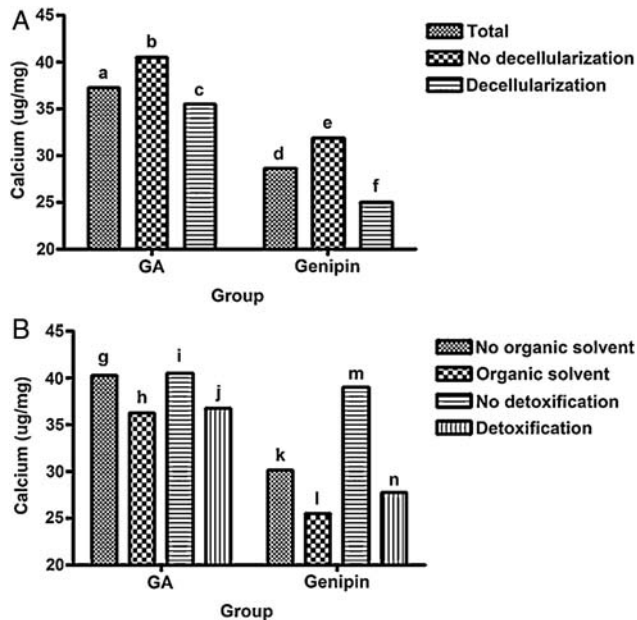 A
45
40
35
30
25
20
Calcium (ug/mg)
a
b
c
d
e
f
GA
Genipin
Group
Total
No decellularization
Decellularization
B
45
40
35
30
25
20
Calcium (ug/mg)
g
h
i
j
k
l
m
n
GA
Genipin
Group
No organic solvent
Organic solvent
No detoxification
Detoxification